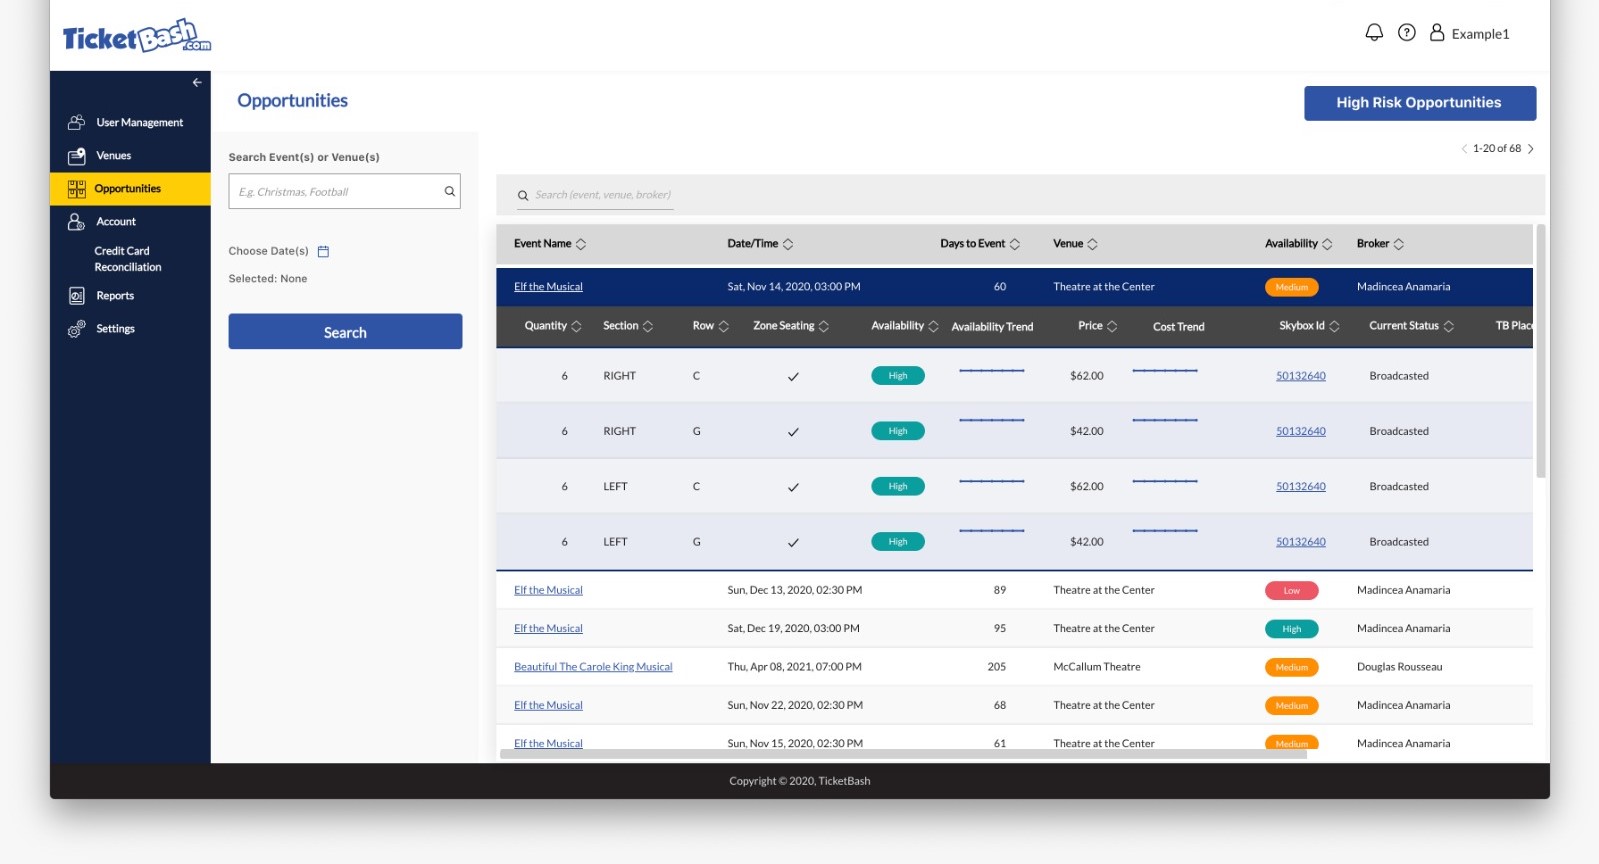 TicketBash.com
Example1
Opportunities
High Risk Opportunities
User Management
Venues
Opportunities
Account
Credit Card
Reconciliation
Reports
Settings
Search Event(s) or Venue(s)
E.g. Christmas, Football
Choose Date(s)
Selected: None
Search
1-20 of 68
Search (event, venue, broker)
Event Name Date/Time Days to Event Venue Availability Broker
Elf the Musical Sat, Nov 14, 2020, 03:00 PM 60 Theatre at the Center Medium Madincea Anamaria
Quantity Section Row Zone Seating Availability Availability Trend Price Cost Trend Skybox Id Current Status TB Plac
6 RIGHT C High $62.00 50132640 Broadcasted
6 RIGHT G High $42.00 50132640 Broadcasted
6 LEFT C High $62.00 50132640 Broadcasted
6 LEFT G High $42.00 50132640 Broadcasted
Elf the Musical Sun, Dec 13, 2020, 02:30 PM 89 Theatre at the Center Low Madincea Anamaria
Elf the Musical Sat, Dec 19, 2020, 03:00 PM 95 Theatre at the Center High Madincea Anamaria
Beautiful The Carole King Musical Thu, Apr 08, 2021, 07:00 PM 205 McCallum Theatre Medium Douglas Rousseau
Elf the Musical Sun, Nov 22, 2020, 02:30 PM 68 Theatre at the Center Medium Madincea Anamaria
Elf the Musical Sun, Nov 15, 2020, 02:30 PM 61 Theatre at the Center Medium Madincea Anamaria
Copyright © 2020, TicketBash